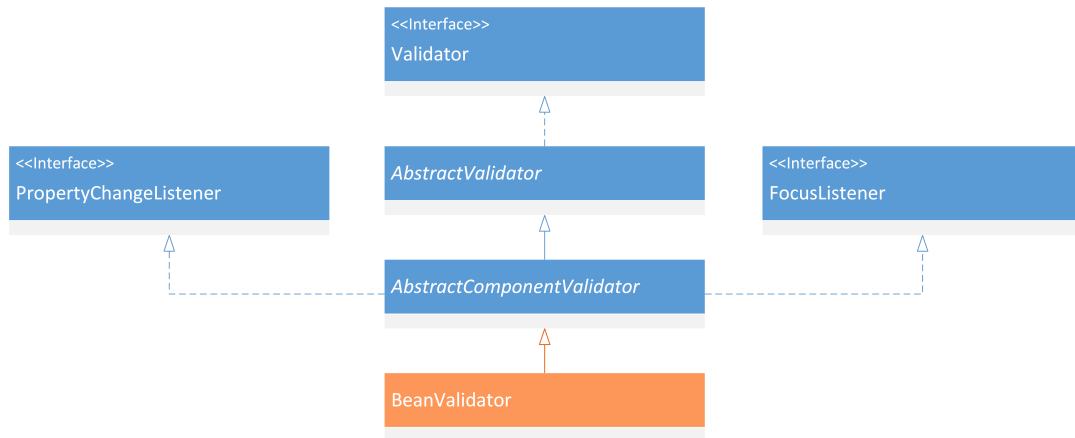 <<Interface>>
Validator
<<Interface>>
PropertyChangeListener
AbstractValidator
<<Interface>>
FocusListener
AbstractComponentValidator
BeanValidator